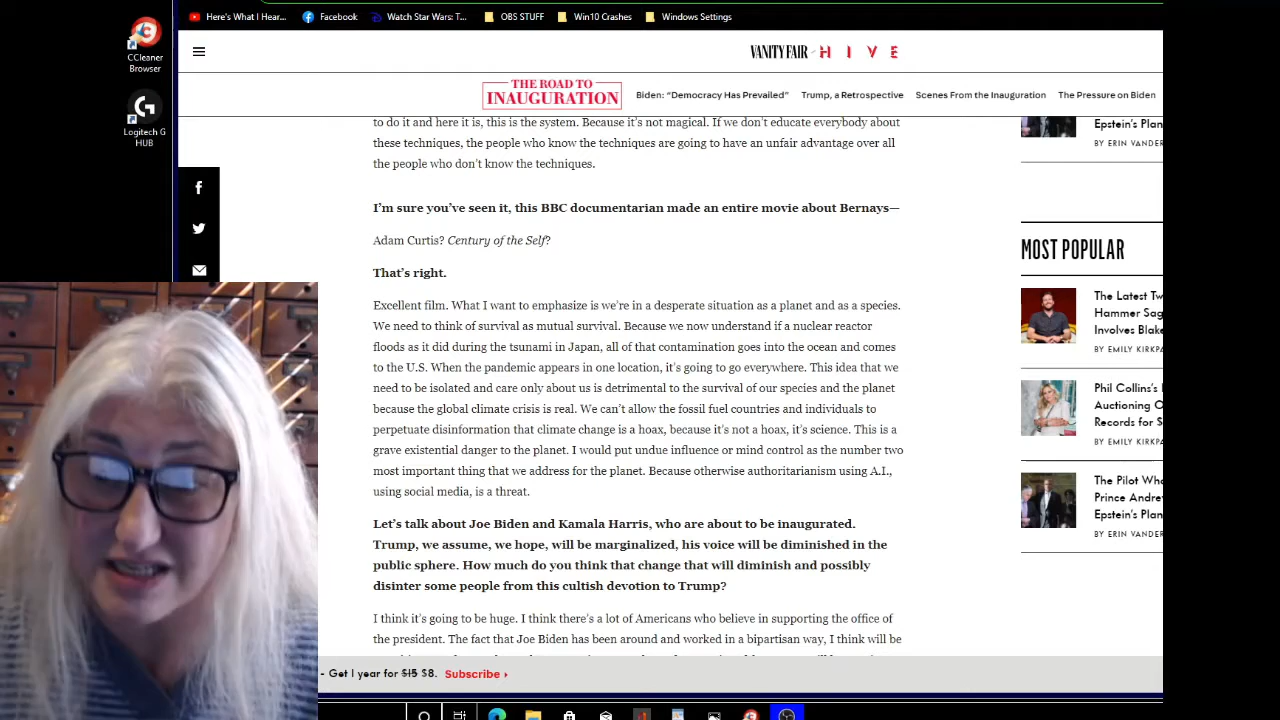 Here's What I Hear...
Facebook
Watch Star Wars: T...
OBS STUFF
Win10 Crashes
Windows Settings
CCleaner
Browser
Logitech G
HUB
VANITY FAIR
HIVE
THE ROAD TO
INAUGURATION
Biden: “Democracy Has Prevailed”
Trump, a Retrospective
Scenes From the Inauguration
The Pressure on Biden
to do it and here it is, this is the system. Because it's not magical. If we don't educate everybody about
these techniques, the people who know the techniques are going to have an unfair advantage over all
the people who don't know the techniques.
I'm sure you've seen it, this BBC documentarian made an entire movie about Bernays—
Adam Curtis? Century of the Self?
That's right.
Excellent film. What I want to emphasize is we're in a desperate situation as a planet and as a species.
We need to think of survival as mutual survival. Because we now understand if a nuclear reactor
floods as it did during the tsunami in Japan, all of that contamination goes into the ocean and comes
to the U.S. When the pandemic appears in one location, it's going to go everywhere. This idea that we
need to be isolated and care only about us is detrimental to the survival of our species and the planet
because the global climate crisis is real. We can't allow the fossil fuel countries and individuals to
perpetuate disinformation that climate change is a hoax, because it's not a hoax, it's science. This is a
grave existential danger to the planet. I would put undue influence or mind control as the number two
most important thing that we address for the planet. Because otherwise authoritarianism using A.I.,
using social media, is a threat.
Let's talk about Joe Biden and Kamala Harris, who are about to be inaugurated.
Trump, we assume, we hope, will be marginalized, his voice will be diminished in the
public sphere. How much do you think that change that will diminish and possibly
disinter some people from this cultish devotion to Trump?
I think it's going to be huge. I think there's a lot of Americans who believe in supporting the office of
the president. The fact that Joe Biden has been around and worked in a bipartisan way, I think will be
- Get 1 year for $15 $8.
Subscribe
Epstein's Plan
BY ERIN VANDER
MOST POPULAR
The Latest Tw
Hammer Sag
Involves Blake
BY EMILY KIRKPA
Phil Collins's
Auctioning O
Records for $
BY EMILY KIRKPA
The Pilot Who
Prince Andre
Epstein's Plan
BY ERIN VANDER